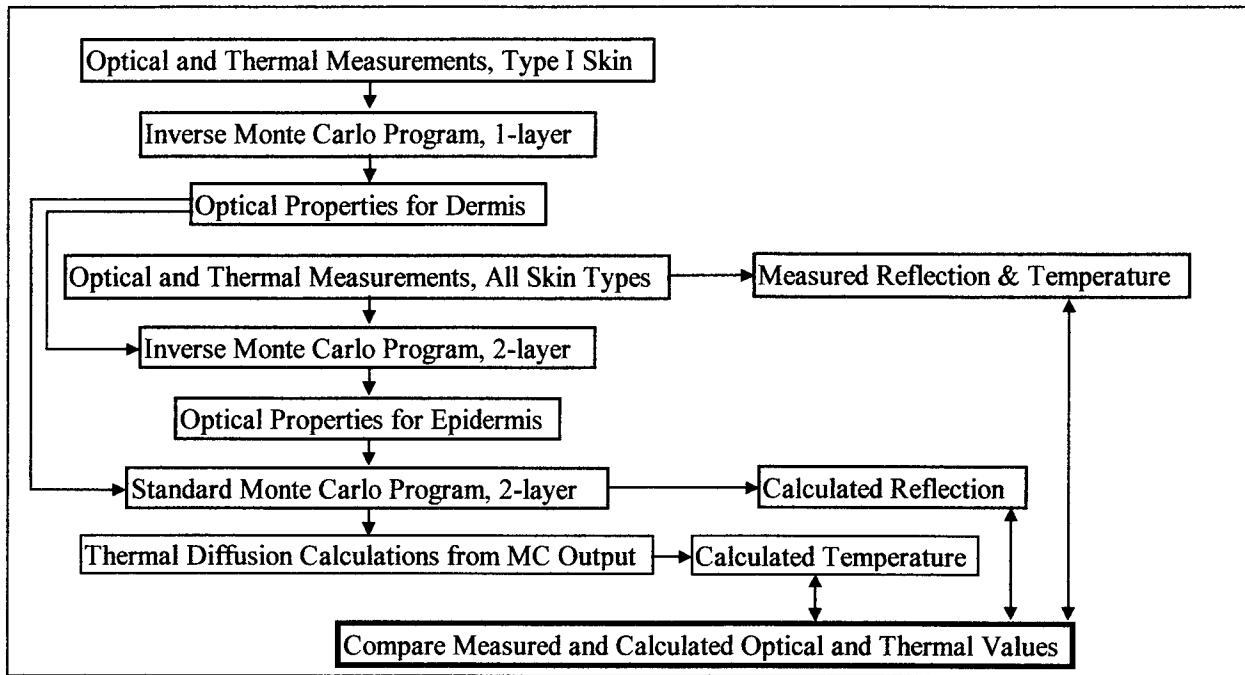 Optical and Thermal Measurements, Type I Skin
Inverse Monte Carlo Program, 1-layer
Optical Properties for Dermis
Optical and Thermal Measurements, All Skin Types
Measured Reflection & Temperature
Inverse Monte Carlo Program, 2-layer
Optical Properties for Epidermis
Standard Monte Carlo Program, 2-layer
Calculated Reflection
Thermal Diffusion Calculations from MC Output
Calculated Temperature
Compare Measured and Calculated Optical and Thermal Values